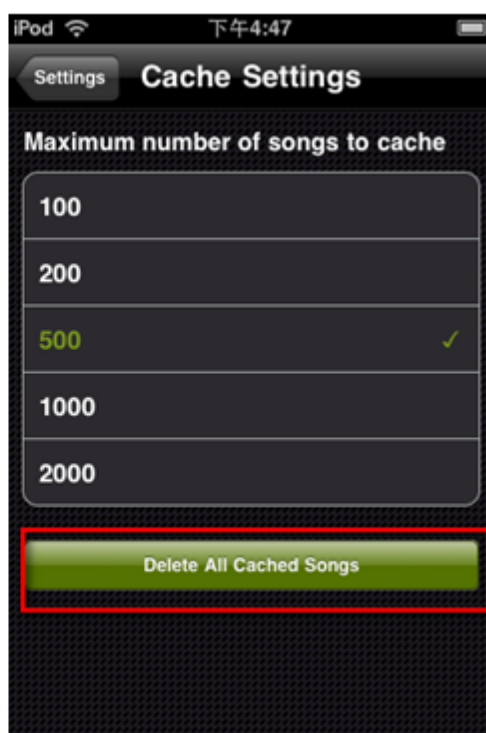 iPod 下午4:47
Settings Cache Settings
Maximum number of songs to cache
100
200
500 ✓
1000
2000
Delete All Cached Songs